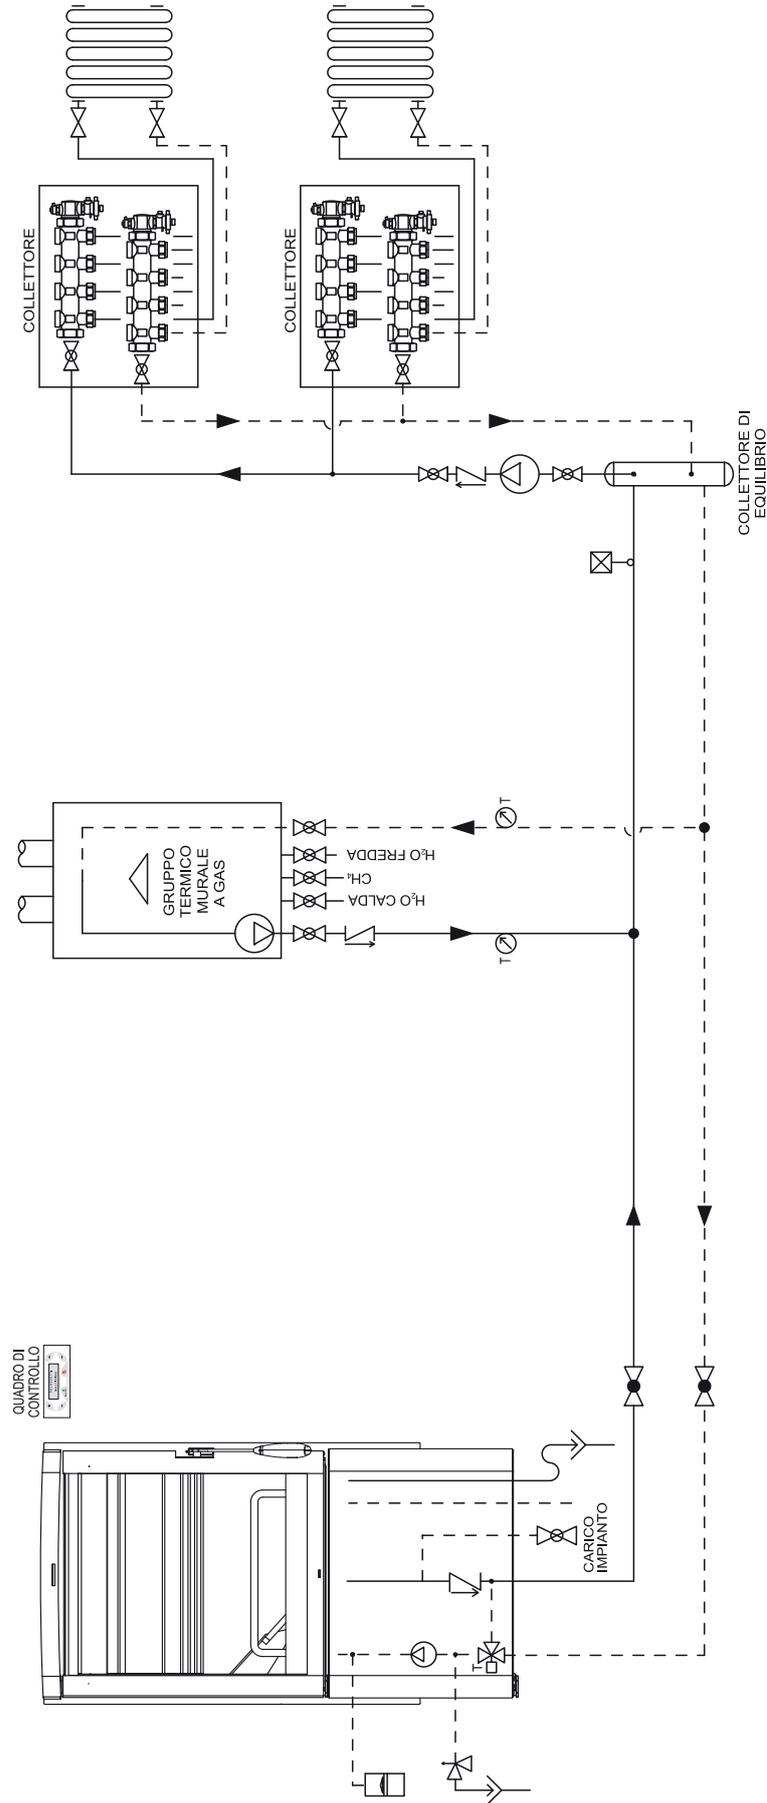 COLLETTORE
COLLETTORE
COLLETTORE DI
EQUILIBRIO
T
GRUPPO
TERMICO
MURALE
A GAS
H₂O FREDDA
CH₄
H₂O CALDA
T
QUADRO DI
CONTROLLO
CARICO
IMPIANTO
T